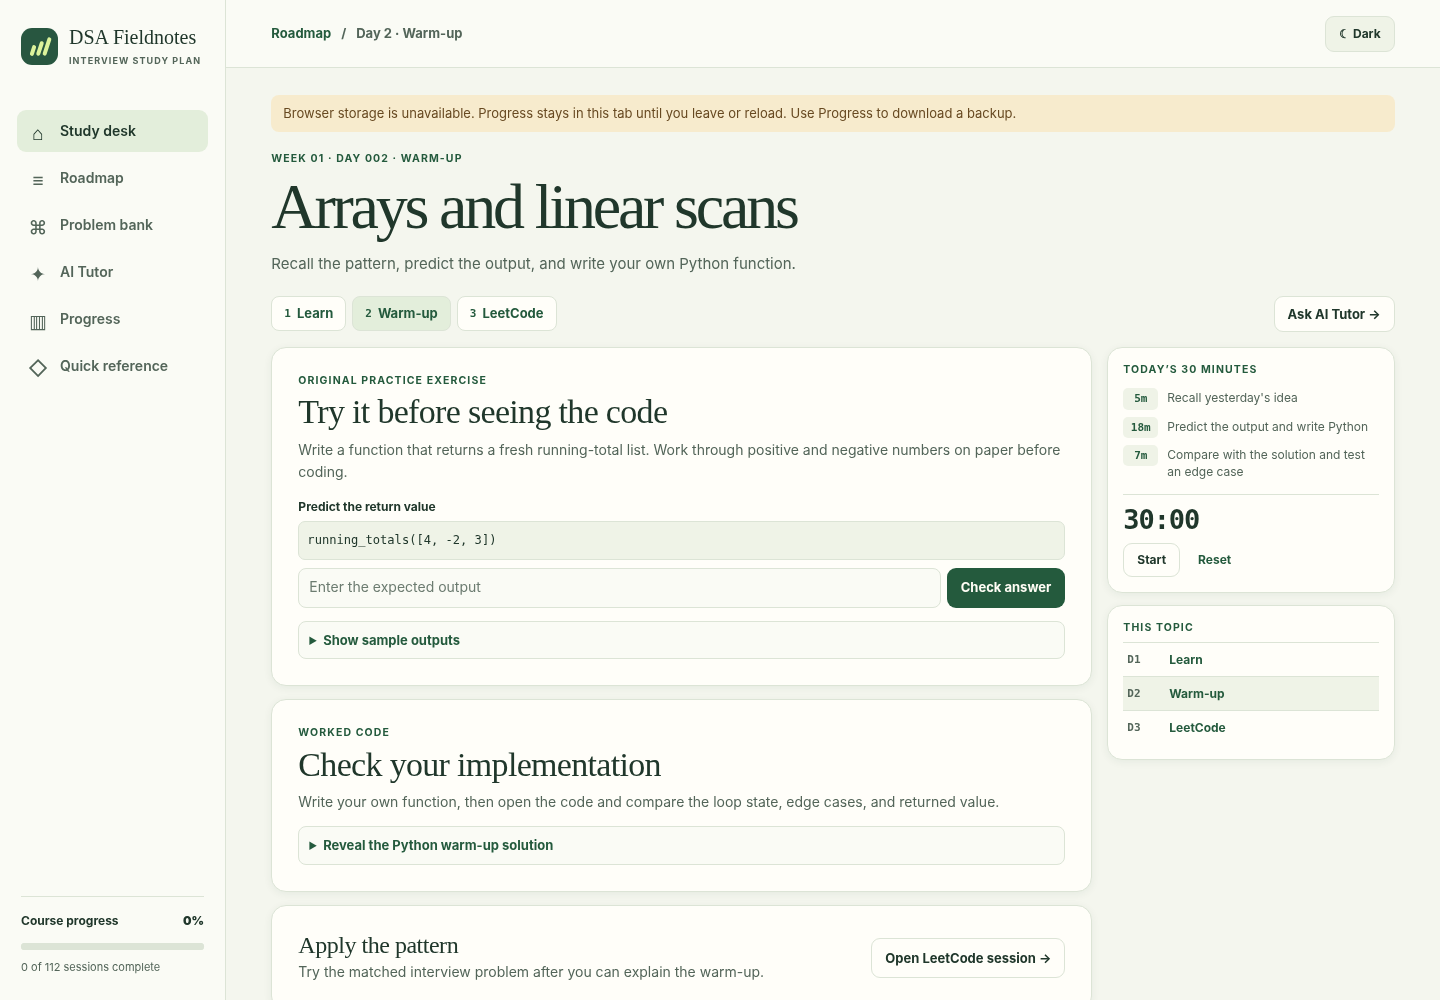 DSA Fieldnotes
INTERVIEW STUDY PLAN
Study desk
Roadmap
Problem bank
AI Tutor
Progress
Quick reference
Course progress 0%
0 of 112 sessions complete
Roadmap / Day 2 · Warm-up
☾ Dark
Browser storage is unavailable. Progress stays in this tab until you leave or reload. Use Progress to download a backup.
WEEK 01 · DAY 002 · WARM-UP
Arrays and linear scans
Recall the pattern, predict the output, and write your own Python function.
1 Learn
2 Warm-up
3 LeetCode
Ask AI Tutor →
ORIGINAL PRACTICE EXERCISE
Try it before seeing the code
Write a function that returns a fresh running-total list. Work through positive and negative numbers on paper before
coding.
Predict the return value
running_totals([4, -2, 3])
Enter the expected output
Check answer
▶ Show sample outputs
WORKED CODE
Check your implementation
Write your own function, then open the code and compare the loop state, edge cases, and returned value.
▶ Reveal the Python warm-up solution
Apply the pattern
Try the matched interview problem after you can explain the warm-up.
Open LeetCode session →
TODAY’S 30 MINUTES
5m Recall yesterday's idea
18m Predict the output and write Python
7m Compare with the solution and test
an edge case
30:00
Start
Reset
THIS TOPIC
D1 Learn
D2 Warm-up
D3 LeetCode